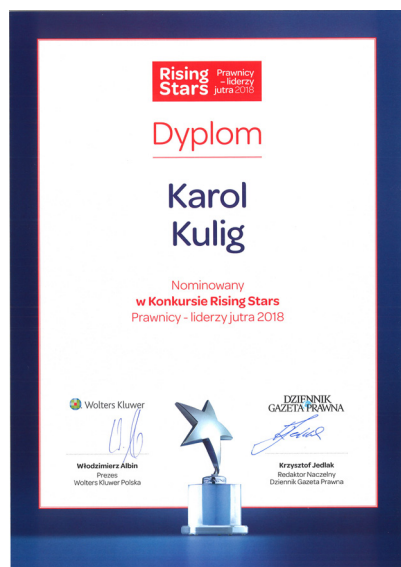 Rising Stars
Prawnicy
– liderzy
jutra 2018
Dyplom
Karol
Kulig
Nominowany
w Konkursie Rising Stars
Prawnicy - liderzy jutra 2018
Wolters Kluwer
DZIENNIK
GAZETA PRAWNA
Włodzimierz Albin
Prezes
Wolters Kluwer Polska
Krzysztof Jedlak
Redaktor Naczelny
Dziennik Gazeta Prawna